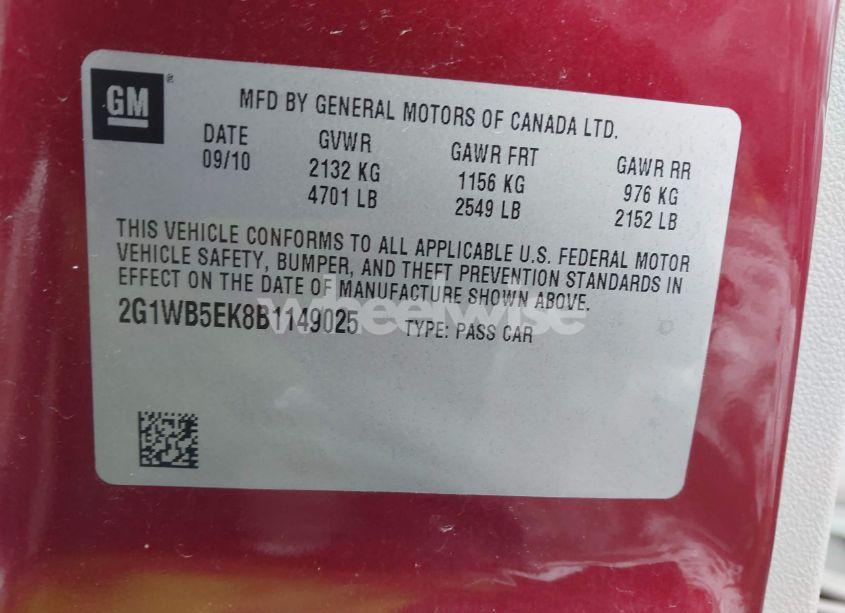 GM
MFD BY GENERAL MOTORS OF CANADA LTD.
DATE GVWR GAWR FRT GAWR RR
09/10 2132 KG 1156 KG 976 KG
4701 LB 2549 LB 2152 LB
THIS VEHICLE CONFORMS TO ALL APPLICABLE U.S. FEDERAL MOTOR
VEHICLE SAFETY, BUMPER, AND THEFT PREVENTION STANDARDS IN
EFFECT ON THE DATE OF MANUFACTURE SHOWN ABOVE.
2G1WB5EK8B1149025 TYPE: PASS CAR
wheelwise